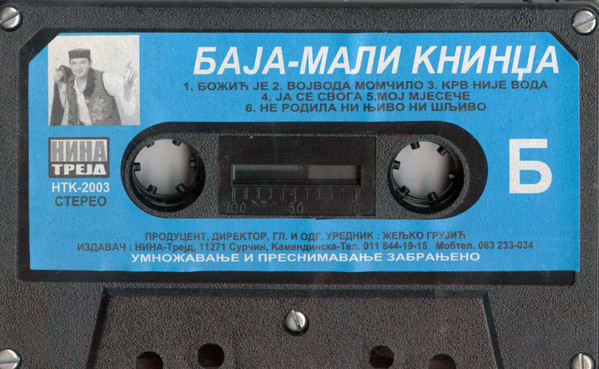 БАЈА-МАЛИ КНИНЏА
1. БОЖИЋ ЈЕ 2. ВОЈВОДА МОМЧИЛО 3. КРВ НИЈЕ ВОДА
4. ЈА СЕ СВОГА 5.МОЈ МЈЕСЕЧЕ
6. НЕ РОДИЛА НИ ЊИВО НИ ШЉИВО
НИНА
ТРЕЈД
НТК-2003
СТЕРЕО
100 50 0
Б
ПРОДУЦЕНТ, ДИРЕКТОР, ГЛ. И ОДГ. УРЕДНИК : ЖЕЉКО ГРУЈИЋ
ИЗДАВАЧ : НИНА-Трејд, 11271 Сурчин, Камендинска-Тел. 011 844-19-15 Мобтел. 063 233-034
УМНОЖАВАЊЕ И ПРЕСНИМАВАЊЕ ЗАБРАЊЕНО